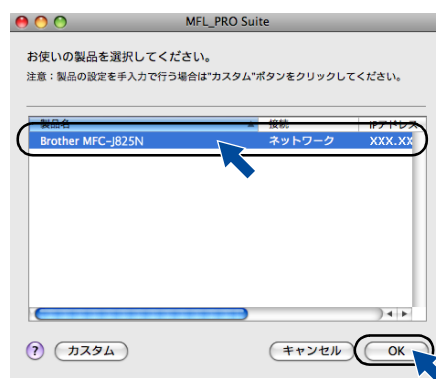 MFL_PRO Suite
お使いの製品を選択してください。
注意：製品の設定を手入力で行う場合は"カスタム"ボタンをクリックしてください。
製品名 接続 IPアドレス
Brother MFC-J825N ネットワーク XXX.XX
? カスタム キャンセル OK